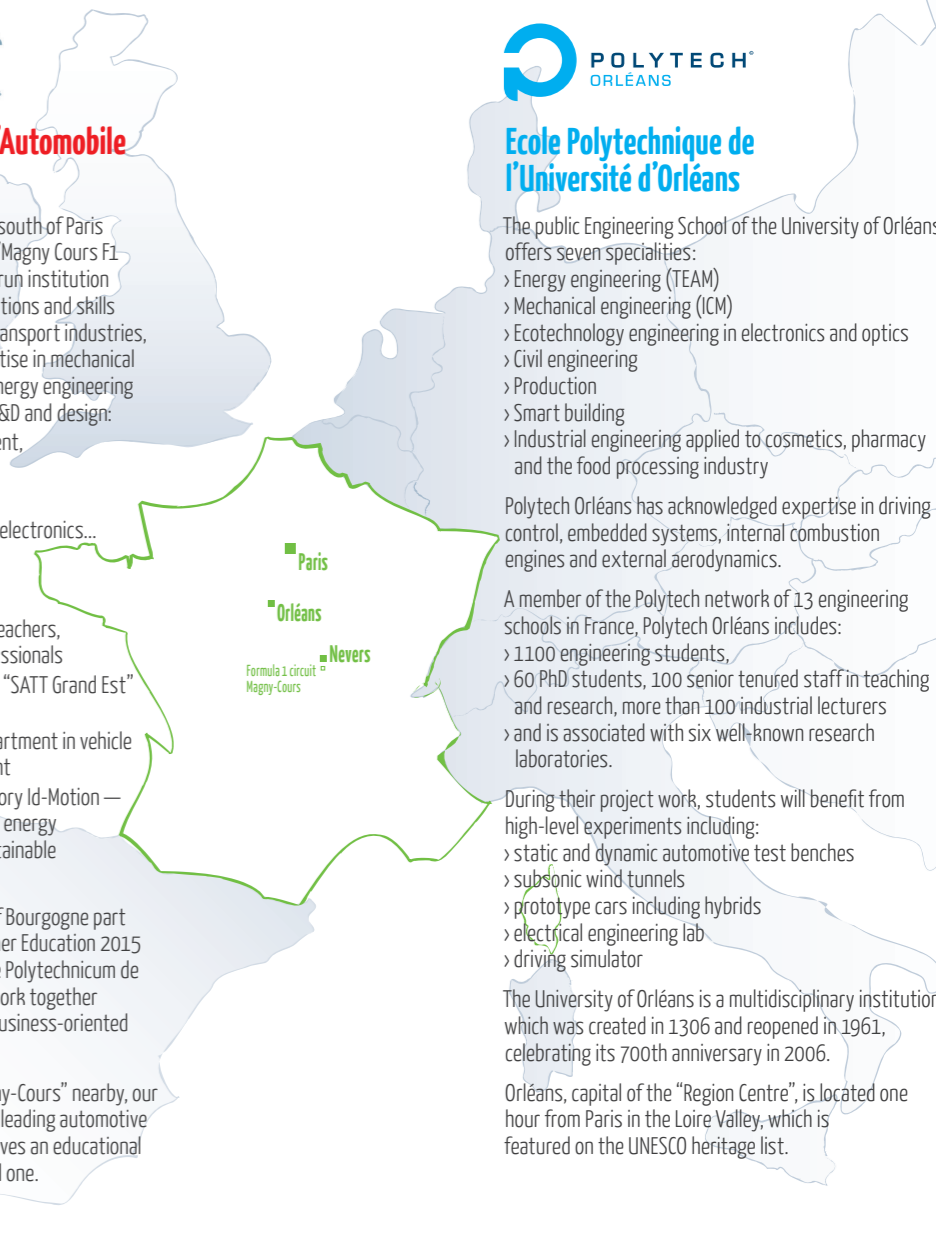 'Automobile
south of Paris
Magny Cours F1
run institution
tions and skills
ansport industries,
tise in mechanical
nergy engineering
&D and design:
ent,
electronics...
eachers,
ssionals
"SATT Grand Est"
artment in vehicle
nt
ory Id-Motion —
energy
tainable
f Bourgogne part
er Education 2015
e Polytechnicum de
ork together
usiness-oriented
ny-Cours" nearby, our
leading automotive
ves an educational
d one.
Paris
Orléans
Nevers
Formula 1 circuit
Magny-Cours
POLYTECH®
ORLÉANS
Ecole Polytechnique de
l'Université d'Orléans
The public Engineering School of the University of Orléans
offers seven specialities:
› Energy engineering (TEAM)
› Mechanical engineering (ICM)
› Ecotechnology engineering in electronics and optics
› Civil engineering
› Production
› Smart building
› Industrial engineering applied to cosmetics, pharmacy
and the food processing industry
Polytech Orléans has acknowledged expertise in driving
control, embedded systems, internal combustion
engines and external aerodynamics.
A member of the Polytech network of 13 engineering
schools in France, Polytech Orléans includes:
› 1100 engineering students,
› 60 PhD students, 100 senior tenured staff in teaching
and research, more than 100 industrial lecturers
› and is associated with six well-known research
laboratories.
During their project work, students will benefit from
high-level experiments including:
› static and dynamic automotive test benches
› subsonic wind tunnels
› prototype cars including hybrids
› electrical engineering lab
› driving simulator
The University of Orléans is a multidisciplinary institution
which was created in 1306 and reopened in 1961,
celebrating its 700th anniversary in 2006.
Orléans, capital of the "Region Centre", is located one
hour from Paris in the Loire Valley, which is
featured on the UNESCO heritage list.